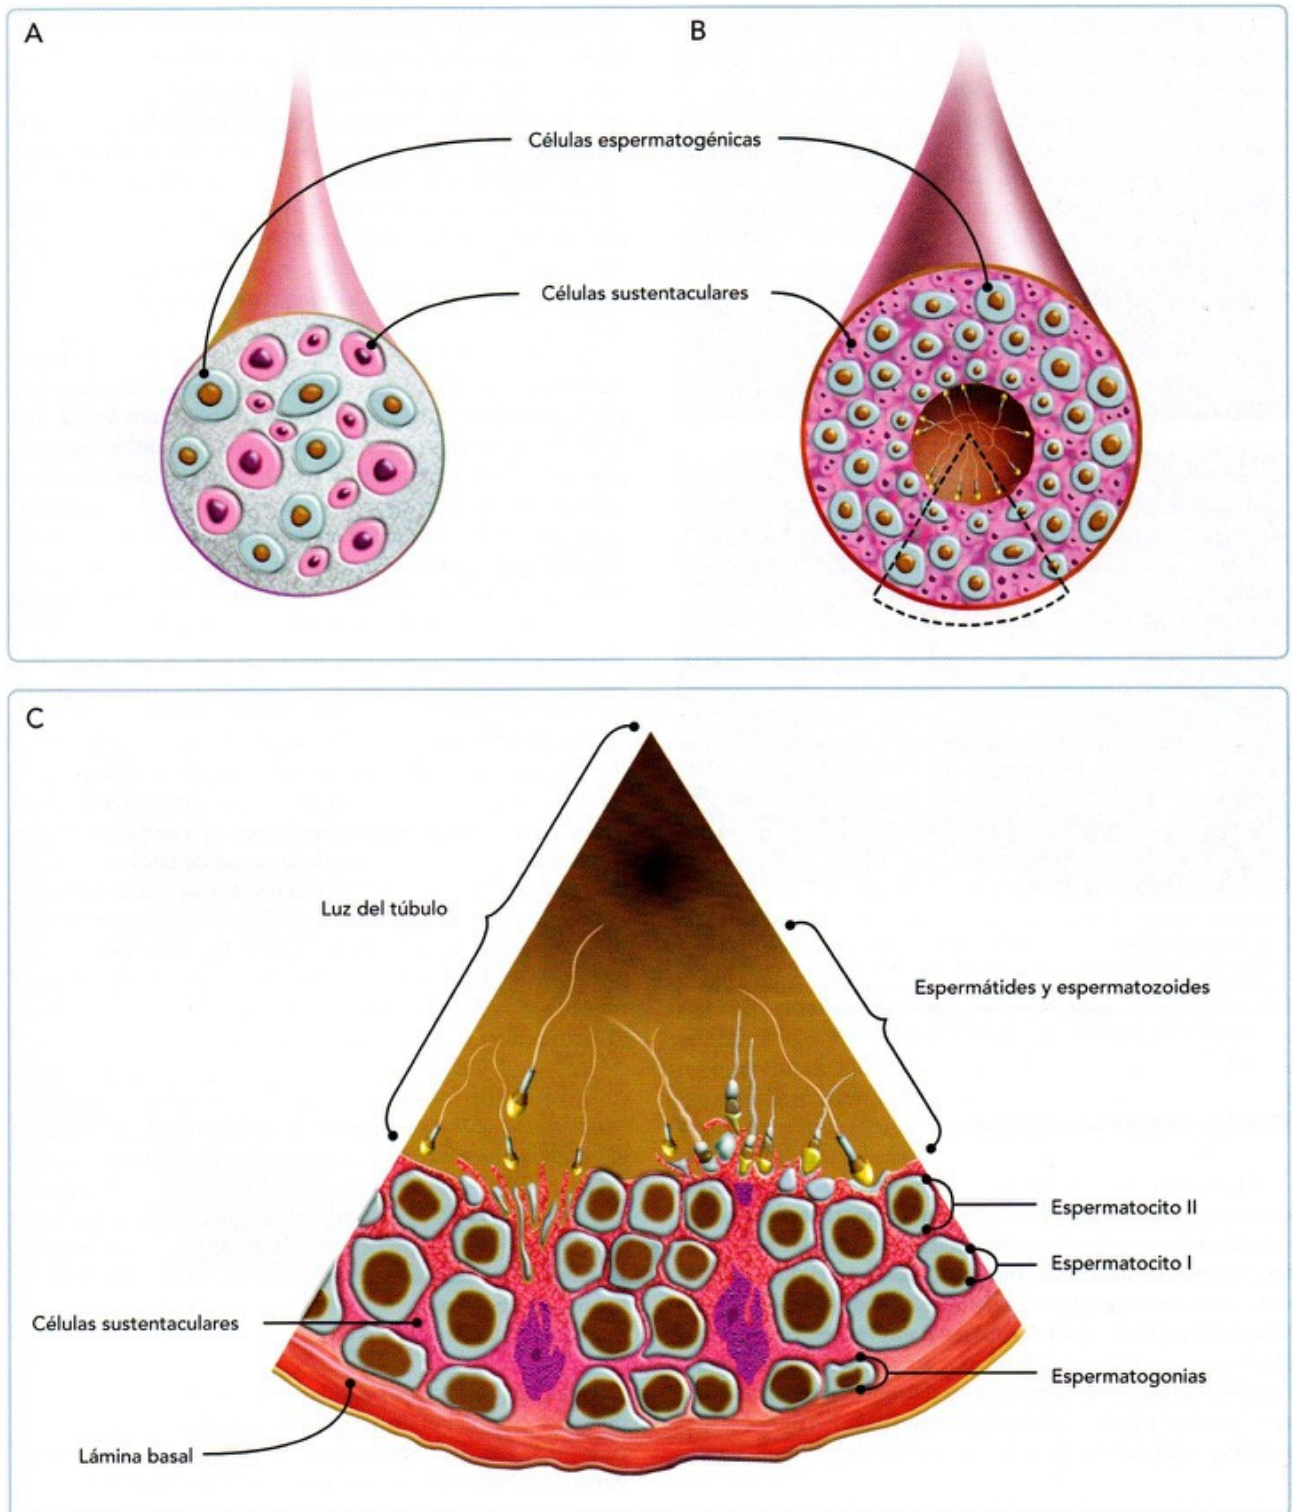 A
B
Células espermatogénicas
Células sustentaculares
C
Luz del túbulo
Espermátides y espermatozoides
Espermatocito II
Espermatocito I
Células sustentaculares
Espermatogonias
Lámina basal